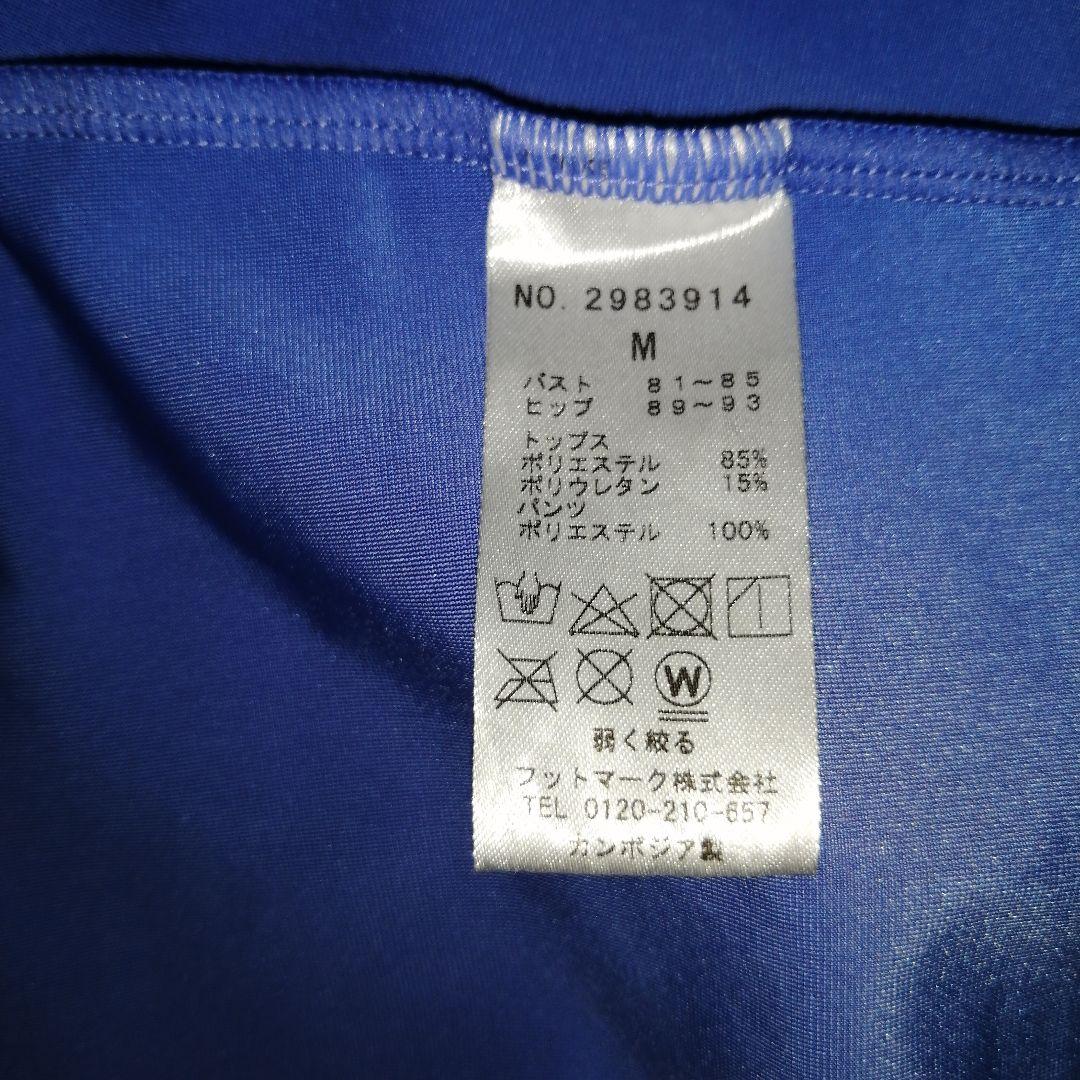 NO. 2983914
M
バスト 81～85
ヒップ 89～93
トップス
ポリエステル 85%
ポリウレタン 15%
パンツ
ポリエステル 100%
W
弱く絞る
フットマーク株式会社
TEL 0120-210-657
カンボジア製